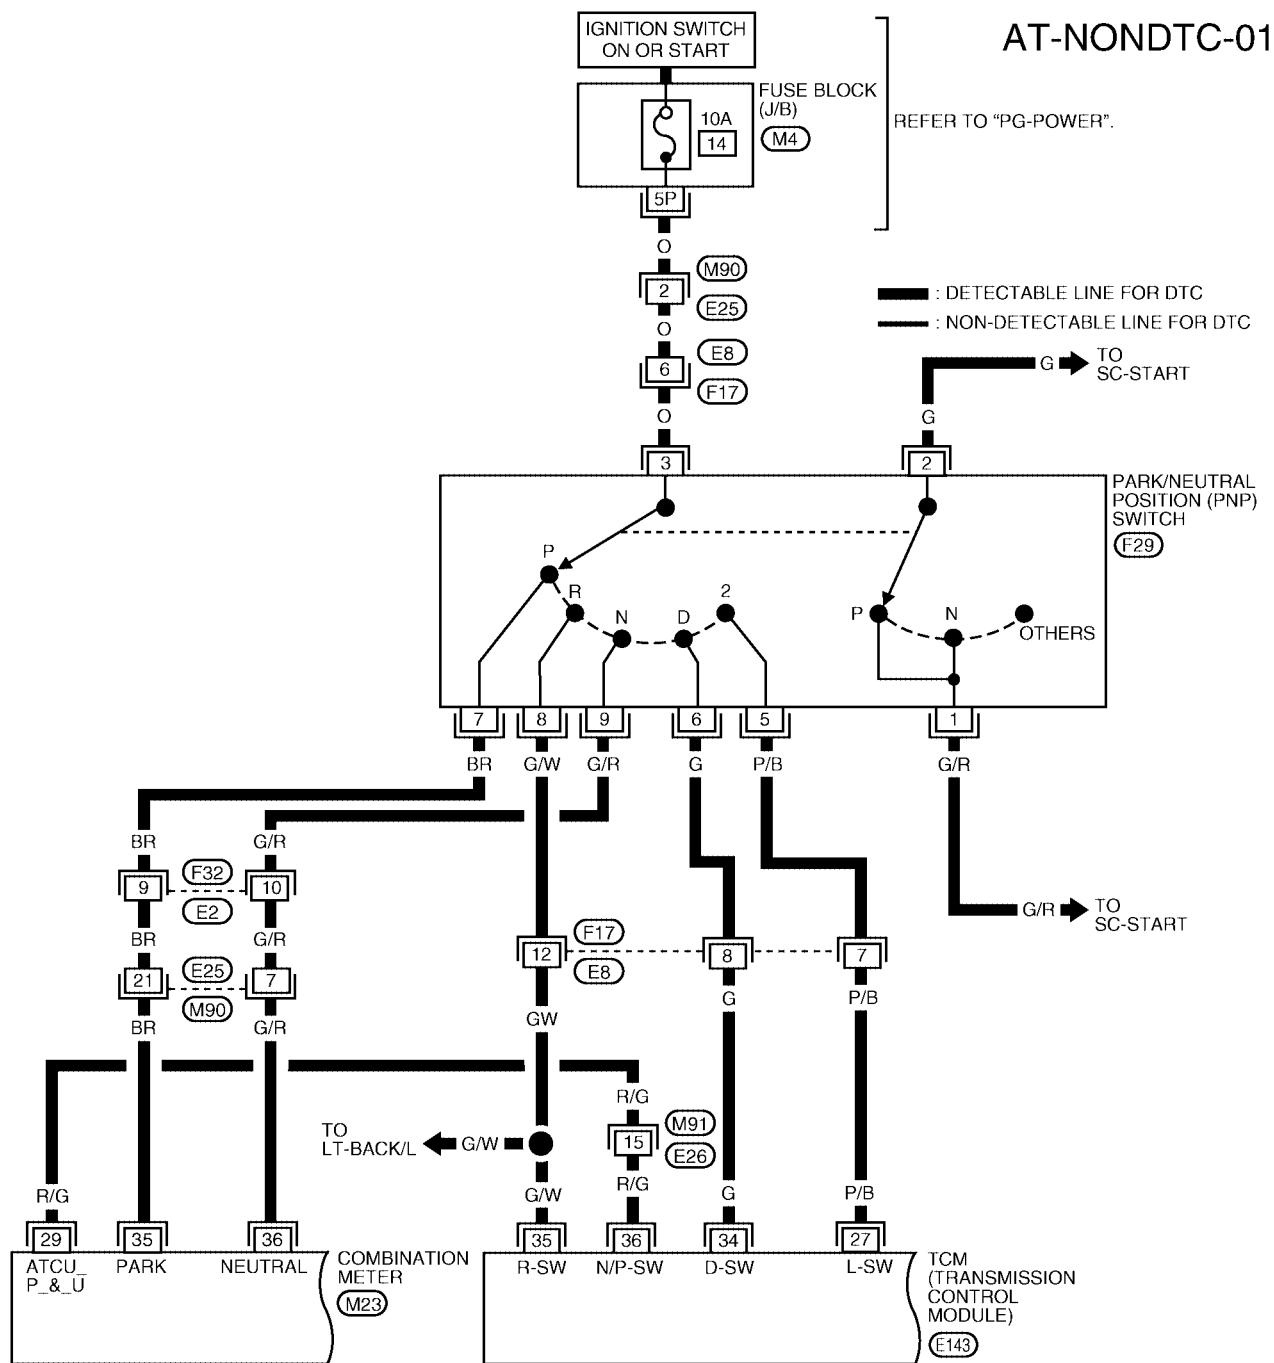 AT-NONDTC-01
IGNITION SWITCH
ON OR START
FUSE BLOCK
(J/B)
M4
10A
14
5P
REFER TO "PG-POWER".
O
M90
2
E25
O
E8
6
F17
O
: DETECTABLE LINE FOR DTC
: NON-DETECTABLE LINE FOR DTC
G
TO
SC-START
G
3
2
PARK/NEUTRAL
POSITION (PNP)
SWITCH
F29
P
R
N
D
2
P
N
OTHERS
7
8
9
6
5
1
BR
G/W
G/R
G
P/B
G/R
BR
G/R
F32
9
10
E2
G/R
TO
SC-START
BR
G/R
F17
12
8
7
E8
E25
21
7
M90
BR
G/R
GW
G
P/B
R/G
M91
15
E26
TO
LT-BACK/L
G/W
R/G
R/G
G/W
G
P/B
29
35
36
35
36
34
27
ATCU_
P_&_U
PARK
NEUTRAL
COMBINATION
METER
M23
R-SW
N/P-SW
D-SW
L-SW
TCM
(TRANSMISSION
CONTROL
MODULE)
E143